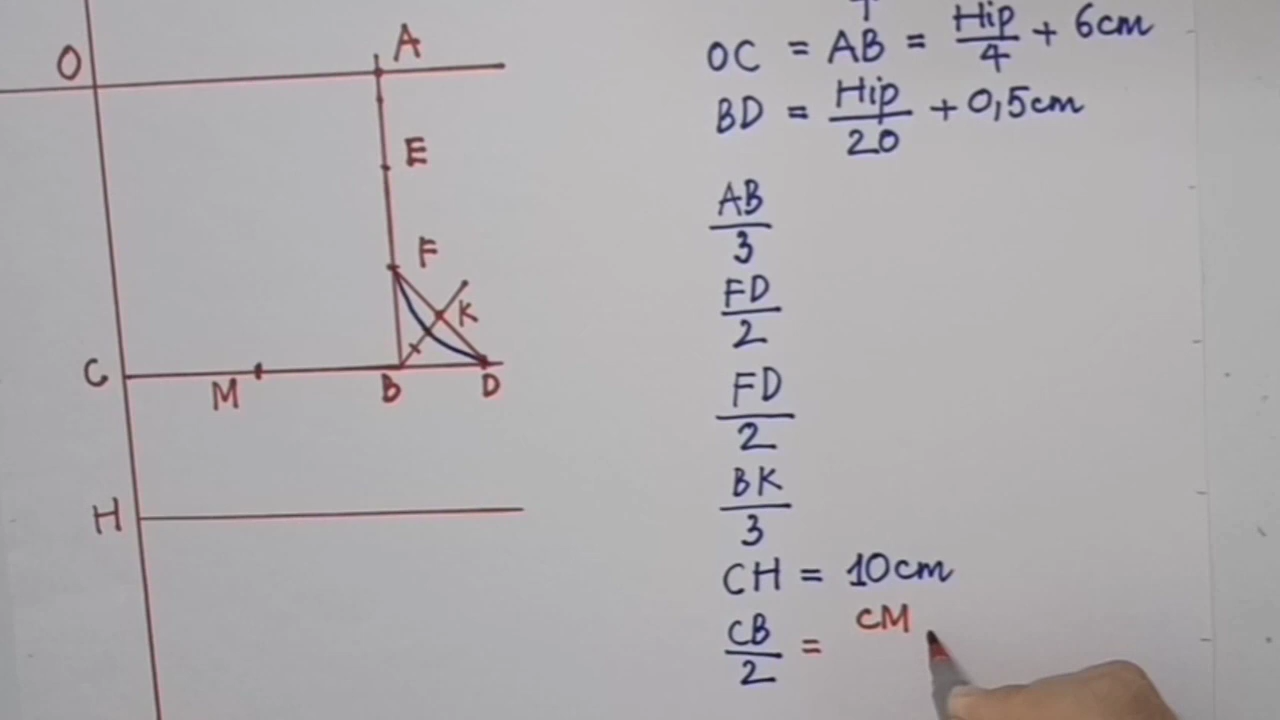 O
A
E
F
K
C
M
B
D
H
OC = AB = Hip/4 + 6cm
BD = Hip/20 + 0,5cm
AB/3
FD/2
FD/2
BK/3
CH = 10cm
CB/2 = CM